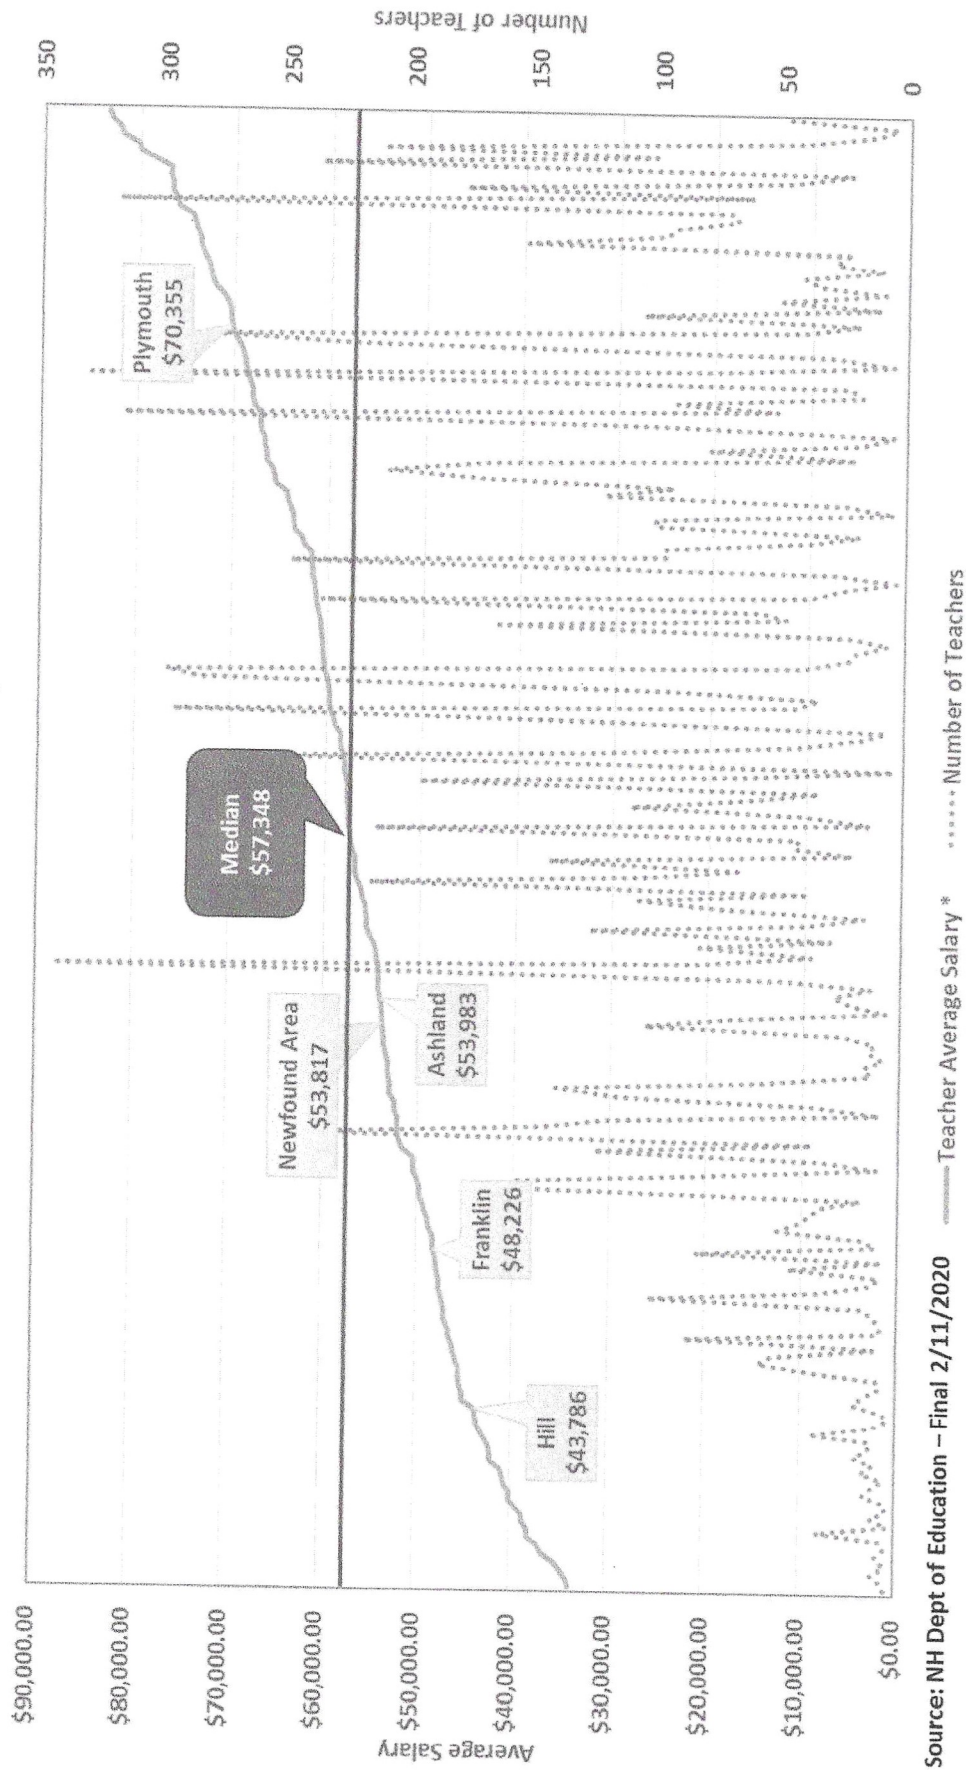 $90,000.00
$80,000.00
$70,000.00
$60,000.00
$50,000.00
$40,000.00
$30,000.00
$20,000.00
$10,000.00
$0.00
Average Salary
Hill
$43,786
Franklin
$48,226
Newfound Area
$53,817
Ashland
$53,983
Median
$57,348
Plymouth
$70,355
350
300
250
200
150
100
50
0
Number of Teachers
Teacher Average Salary *
Number of Teachers
Source: NH Dept of Education – Final 2/11/2020